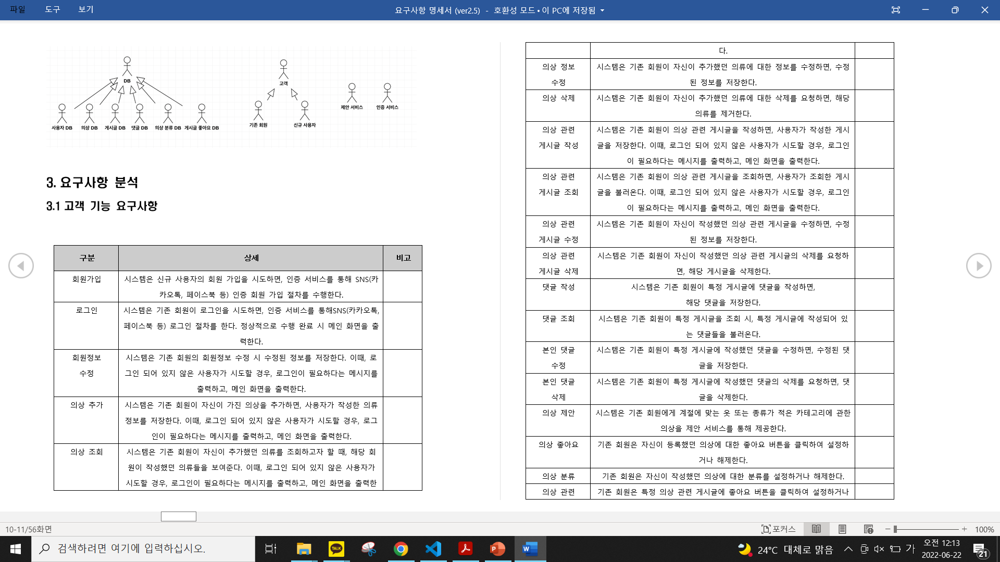 파일 도구 보기
요구사항 명세서 (ver2.5) - 호환성 모드 • 이 PC에 저장됨
DB
사용자 DB 의상 DB 게시글 DB 댓글 DB 의상 분류 DB 게시글 좋아요 DB
고객
기존 회원 신규 사용자
제안 서비스 인증 서비스
3. 요구사항 분석
3.1 고객 기능 요구사항
구분 상세 비고
회원가입 시스템은 신규 사용자의 회원 가입을 시도하면, 인증 서비스를 통해 SNS(카
카오톡, 페이스북 등) 인증 회원 가입 절차를 수행한다.
로그인 시스템은 기존 회원이 로그인을 시도하면, 인증 서비스를 통해SNS(카카오톡,
페이스북 등) 로그인 절차를 한다. 정상적으로 수행 완료 시 메인 화면을 출
력한다.
회원정보 시스템은 기존 회원의 회원정보 수정 시 수정된 정보를 저장한다. 이때, 로
수정 그인 되어 있지 않은 사용자가 시도할 경우, 로그인이 필요하다는 메시지를
출력하고, 메인 화면을 출력한다.
의상 추가 시스템은 기존 회원이 자신이 가진 의상을 추가하면, 사용자가 작성한 의류
정보를 저장한다. 이때, 로그인 되어 있지 않은 사용자가 시도할 경우, 로그
인이 필요하다는 메시지를 출력하고, 메인 화면을 출력한다.
의상 조회 시스템은 기존 회원이 자신이 추가했던 의류를 조회하고자 할 때, 해당 회
원이 작성했던 의류들을 보여준다. 이때, 로그인 되어 있지 않은 사용자가
시도할 경우, 로그인이 필요하다는 메시지를 출력하고, 메인 화면을 출력한
다.
의상 정보 시스템은 기존 회원이 자신이 추가했던 의류에 대한 정보를 수정하면, 수정
수정 된 정보를 저장한다.
의상 삭제 시스템은 기존 회원이 자신이 추가했던 의류에 대한 삭제를 요청하면, 해당
의류를 제거한다.
의상 관련 시스템은 기존 회원이 의상 관련 게시글을 작성하면, 사용자가 작성한 게시
게시글 작성 글을 저장한다. 이때, 로그인 되어 있지 않은 사용자가 시도할 경우, 로그인
이 필요하다는 메시지를 출력하고, 메인 화면을 출력한다.
의상 관련 시스템은 기존 회원이 의상 관련 게시글을 조회하면, 사용자가 조회한 게시
게시글 조회 글을 불러온다. 이때, 로그인 되어 있지 않은 사용자가 시도할 경우, 로그인
이 필요하다는 메시지를 출력하고, 메인 화면을 출력한다.
의상 관련 시스템은 기존 회원이 자신이 작성했던 의상 관련 게시글을 수정하면, 수정
게시글 수정 된 정보를 저장한다.
의상 관련 시스템은 기존 회원이 자신이 작성했던 의상 관련 게시글의 삭제를 요청하
게시글 삭제 면, 해당 게시글을 삭제한다.
댓글 작성 시스템은 기존 회원이 특정 게시글에 댓글을 작성하면,
해당 댓글을 저장한다.
댓글 조회 시스템은 기존 회원이 특정 게시글을 조회 시, 특정 게시글에 작성되어 있
는 댓글들을 불러온다.
본인 댓글 시스템은 기존 회원이 특정 게시글에 작성했던 댓글을 수정하면, 수정된 댓
수정 글을 저장한다.
본인 댓글 시스템은 기존 회원이 특정 게시글에 작성했던 댓글의 삭제를 요청하면, 댓
삭제 글을 삭제한다.
의상 제안 시스템은 기존 회원에게 계절에 맞는 옷 또는 종류가 적은 카테고리에 관한
의상을 제안 서비스를 통해 제공한다.
의상 좋아요 기존 회원은 자신이 등록했던 의상에 대한 좋아요 버튼을 클릭하여 설정하
거나 해제한다.
의상 분류 기존 회원은 자신이 작성했던 의상에 대한 분류를 설정하거나 해제한다.
의상 관련 기존 회원은 특정 의상 관련 게시글에 좋아요 버튼을 클릭하여 설정하거나
10-11/56화면 포커스 100%
검색하려면 여기에 입력하십시오.
TALK
24°C 대체로 맑음 가 오전 12:13
2022-06-22
21